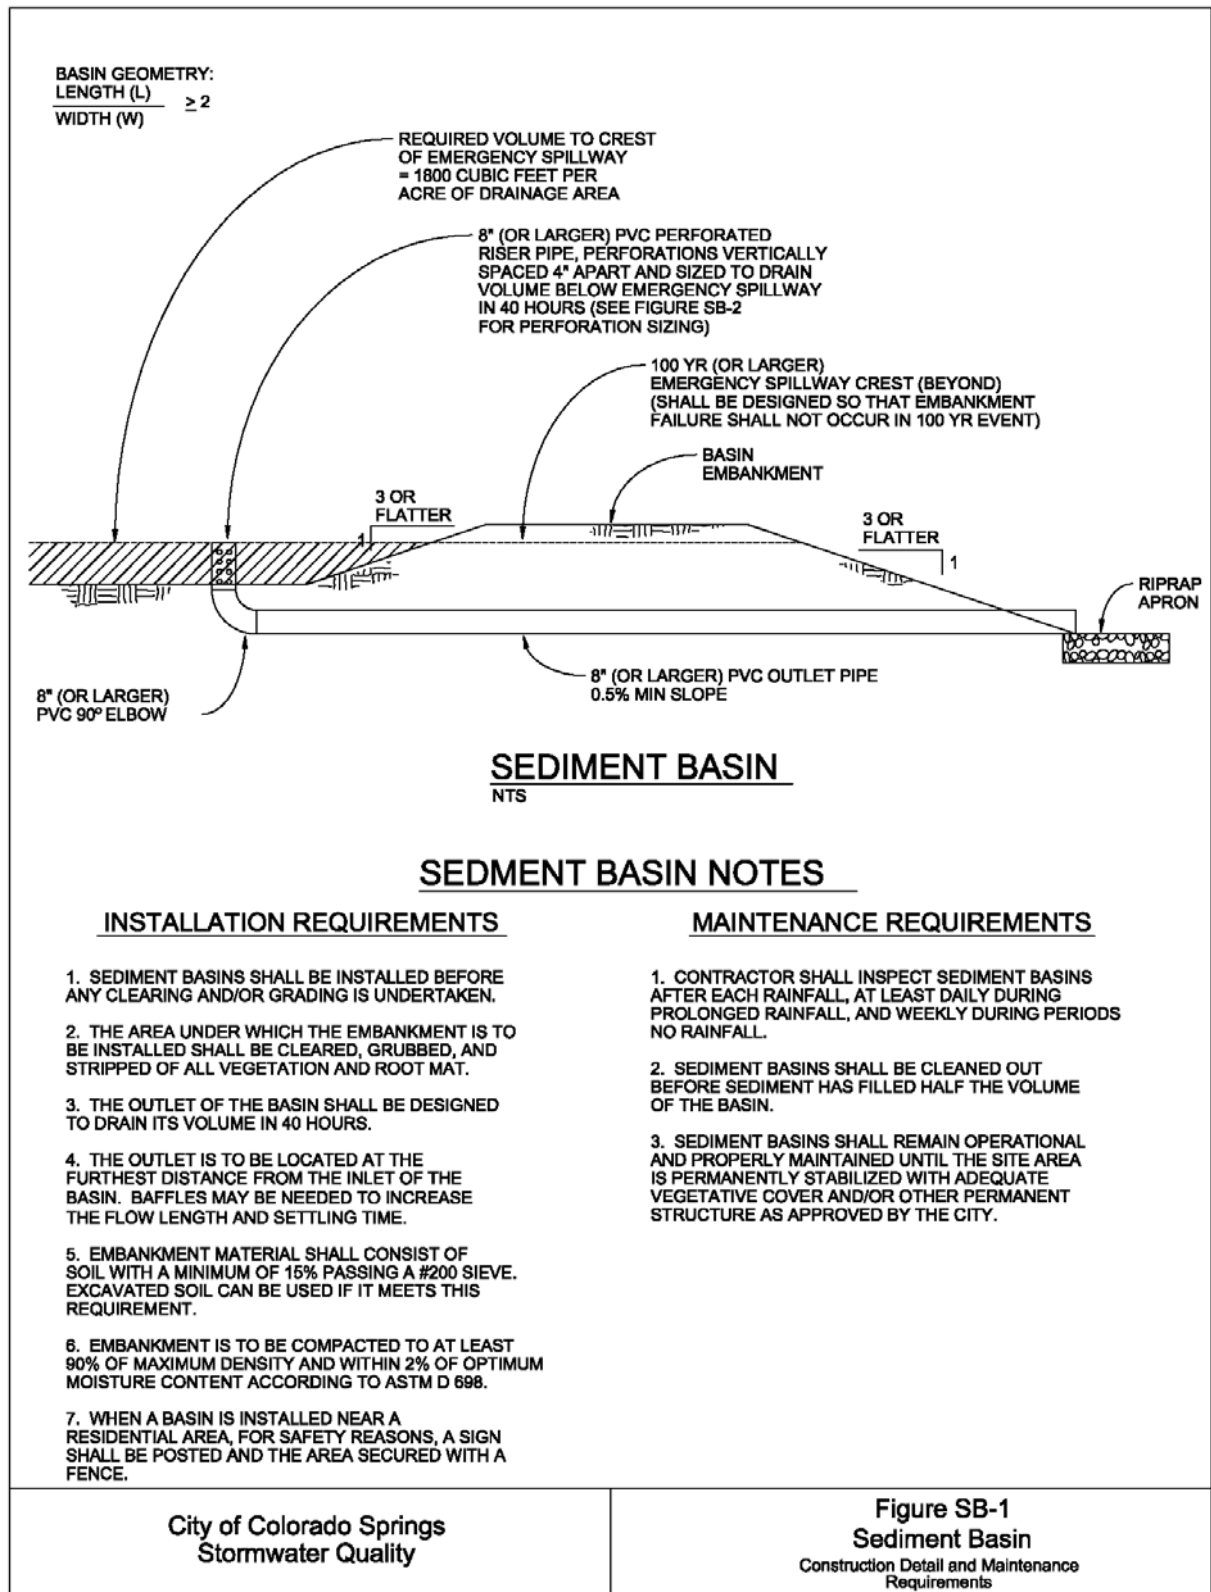 BASIN GEOMETRY:
LENGTH (L)
WIDTH (W)
≥ 2
REQUIRED VOLUME TO CREST
OF EMERGENCY SPILLWAY
= 1800 CUBIC FEET PER
ACRE OF DRAINAGE AREA
8" (OR LARGER) PVC PERFORATED
RISER PIPE, PERFORATIONS VERTICALLY
SPACED 4" APART AND SIZED TO DRAIN
VOLUME BELOW EMERGENCY SPILLWAY
IN 40 HOURS (SEE FIGURE SB-2
FOR PERFORATION SIZING)
100 YR (OR LARGER)
EMERGENCY SPILLWAY CREST (BEYOND)
(SHALL BE DESIGNED SO THAT EMBANKMENT
FAILURE SHALL NOT OCCUR IN 100 YR EVENT)
BASIN
EMBANKMENT
3 OR
FLATTER
1
3 OR
FLATTER
1
RIPRAP
APRON
8" (OR LARGER)
PVC 90º ELBOW
8" (OR LARGER) PVC OUTLET PIPE
0.5% MIN SLOPE
SEDIMENT BASIN
NTS
SEDMENT BASIN NOTES
INSTALLATION REQUIREMENTS
1. SEDIMENT BASINS SHALL BE INSTALLED BEFORE
ANY CLEARING AND/OR GRADING IS UNDERTAKEN.
2. THE AREA UNDER WHICH THE EMBANKMENT IS TO
BE INSTALLED SHALL BE CLEARED, GRUBBED, AND
STRIPPED OF ALL VEGETATION AND ROOT MAT.
3. THE OUTLET OF THE BASIN SHALL BE DESIGNED
TO DRAIN ITS VOLUME IN 40 HOURS.
4. THE OUTLET IS TO BE LOCATED AT THE
FURTHEST DISTANCE FROM THE INLET OF THE
BASIN. BAFFLES MAY BE NEEDED TO INCREASE
THE FLOW LENGTH AND SETTLING TIME.
5. EMBANKMENT MATERIAL SHALL CONSIST OF
SOIL WITH A MINIMUM OF 15% PASSING A #200 SIEVE.
EXCAVATED SOIL CAN BE USED IF IT MEETS THIS
REQUIREMENT.
6. EMBANKMENT IS TO BE COMPACTED TO AT LEAST
90% OF MAXIMUM DENSITY AND WITHIN 2% OF OPTIMUM
MOISTURE CONTENT ACCORDING TO ASTM D 698.
7. WHEN A BASIN IS INSTALLED NEAR A
RESIDENTIAL AREA, FOR SAFETY REASONS, A SIGN
SHALL BE POSTED AND THE AREA SECURED WITH A
FENCE.
MAINTENANCE REQUIREMENTS
1. CONTRACTOR SHALL INSPECT SEDIMENT BASINS
AFTER EACH RAINFALL, AT LEAST DAILY DURING
PROLONGED RAINFALL, AND WEEKLY DURING PERIODS
NO RAINFALL.
2. SEDIMENT BASINS SHALL BE CLEANED OUT
BEFORE SEDIMENT HAS FILLED HALF THE VOLUME
OF THE BASIN.
3. SEDIMENT BASINS SHALL REMAIN OPERATIONAL
AND PROPERLY MAINTAINED UNTIL THE SITE AREA
IS PERMANENTLY STABILIZED WITH ADEQUATE
VEGETATIVE COVER AND/OR OTHER PERMANENT
STRUCTURE AS APPROVED BY THE CITY.
City of Colorado Springs
Stormwater Quality
Figure SB-1
Sediment Basin
Construction Detail and Maintenance
Requirements